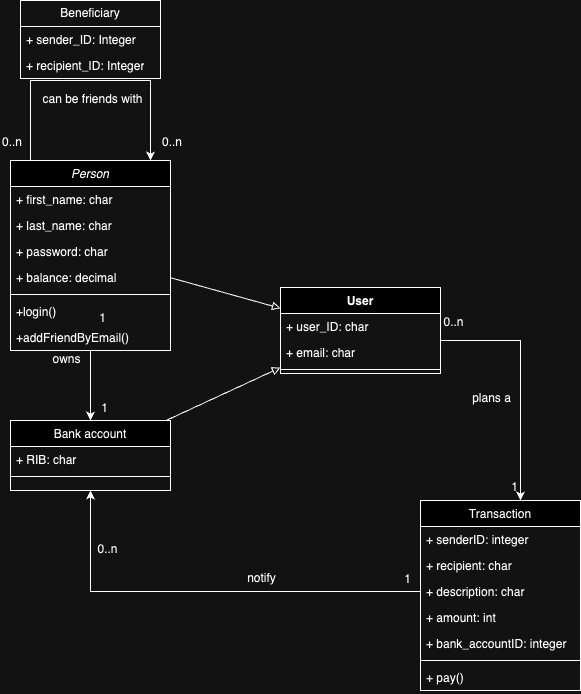 Beneficiary
+ sender_ID: Integer
+ recipient_ID: Integer
can be friends with
0..n
0..n
Person
+ first_name: char
+ last_name: char
+ password: char
+ balance: decimal
+login()
1
+addFriendByEmail()
owns
1
Bank account
+ RIB: char
User
+ user_ID: char
+ email: char
0..n
plans a
1
Transaction
+ senderID: integer
+ recipient: char
+ description: char
+ amount: int
+ bank_accountID: integer
+ pay()
0..n
notify
1